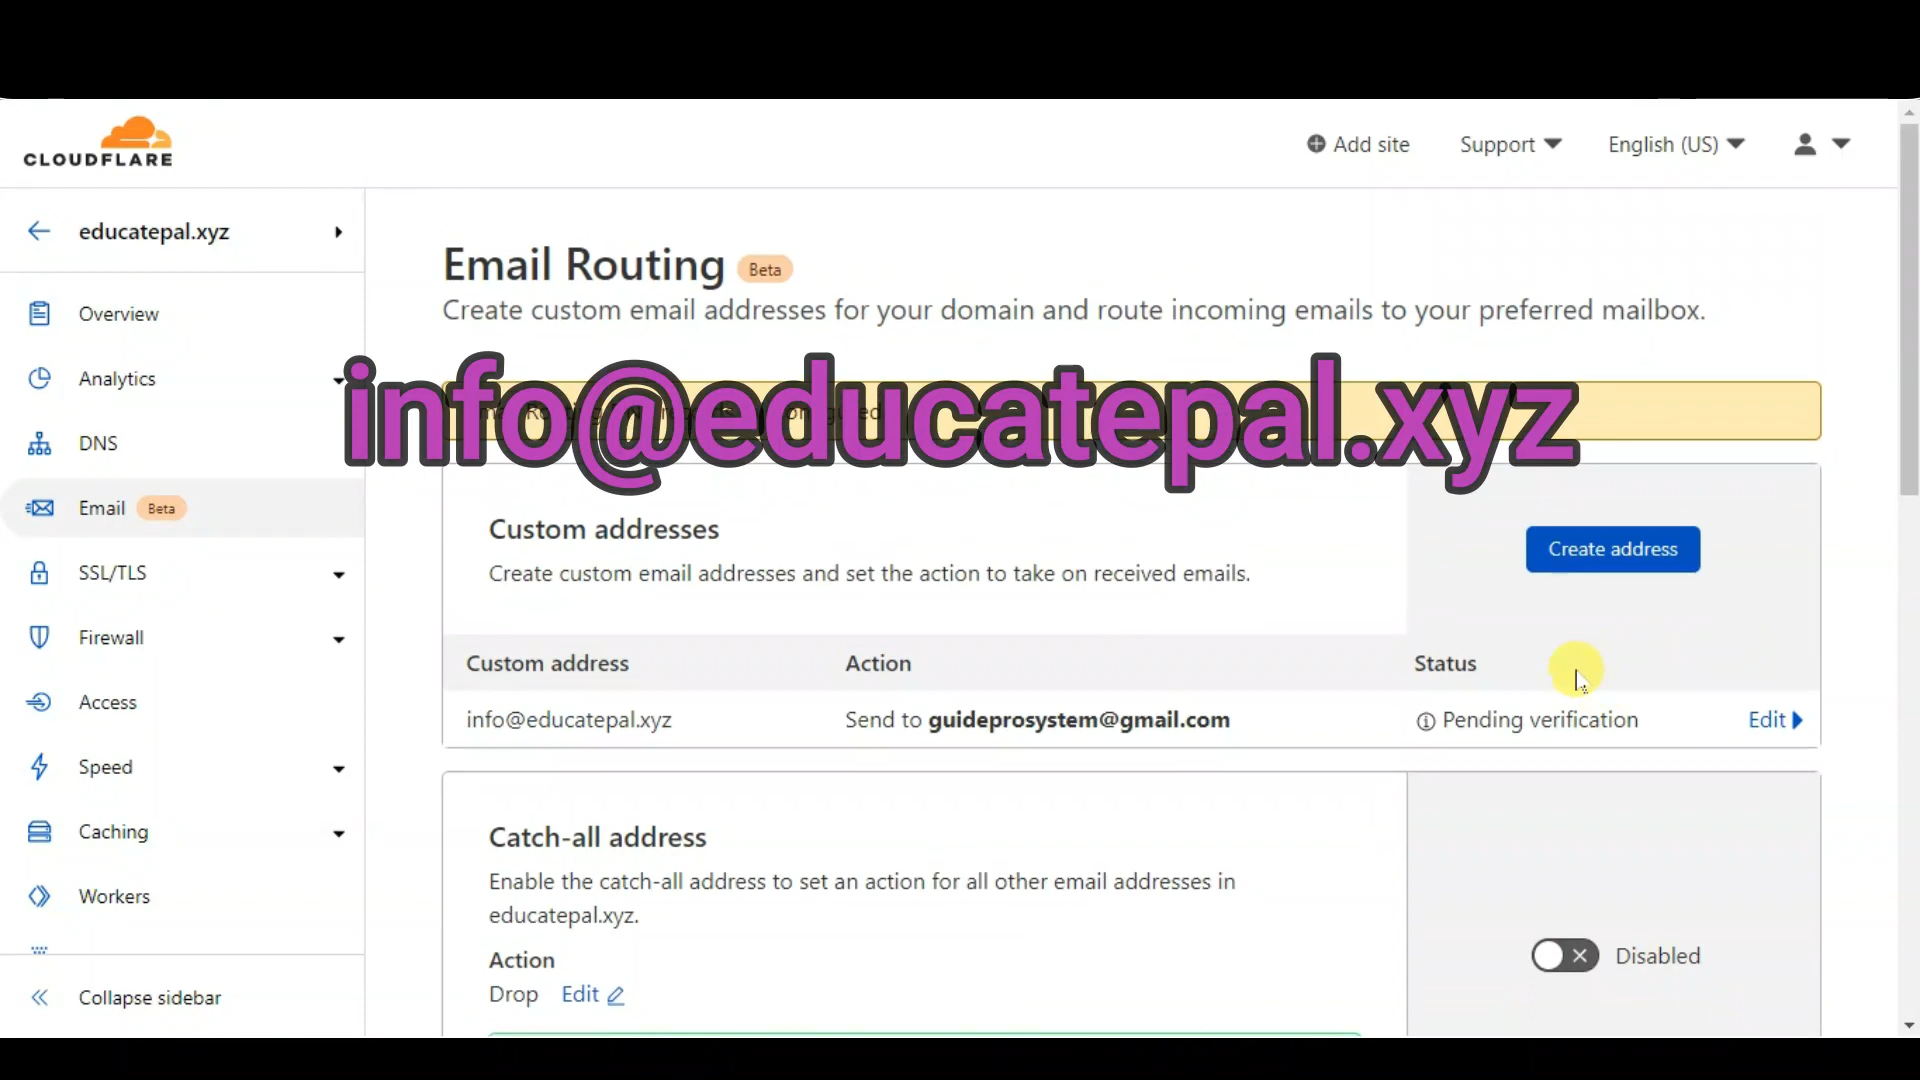 CLOUDFLARE
Add site
Support
English (US)
educatepal.xyz
Overview
Analytics
DNS
Email Beta
SSL/TLS
Firewall
Access
Speed
Caching
Workers
Collapse sidebar
Email Routing Beta
Create custom email addresses for your domain and route incoming emails to your preferred mailbox.
info@educatepal.xyz
Custom addresses
Create custom email addresses and set the action to take on received emails.
Create address
Custom address Action Status
info@educatepal.xyz Send to guideprosystem@gmail.com Pending verification Edit
Catch-all address
Enable the catch-all address to set an action for all other email addresses in
educatepal.xyz.
Action
Drop Edit
Disabled